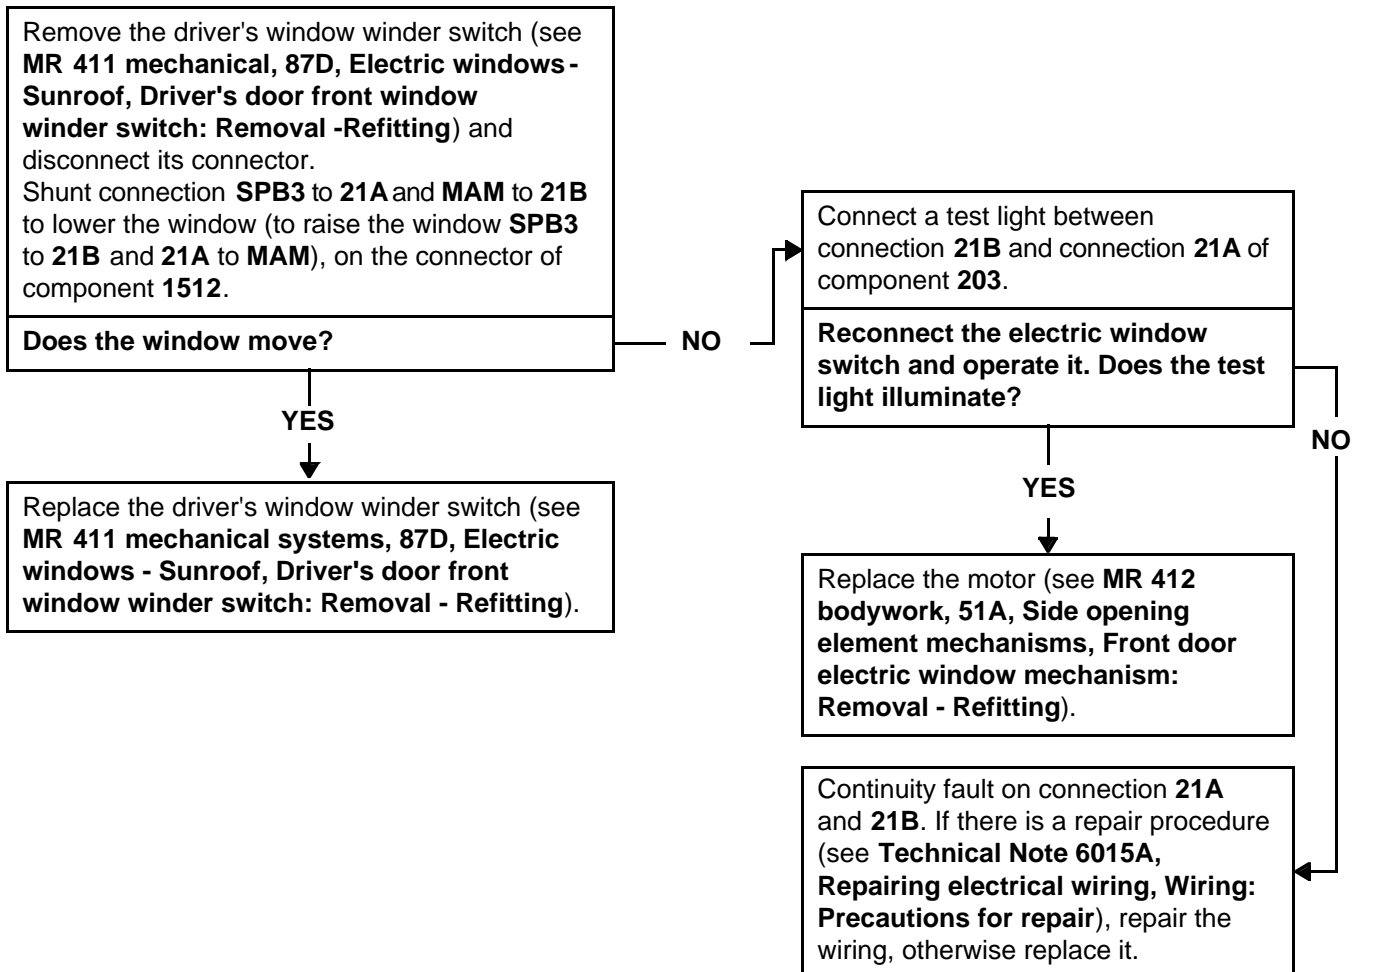 Remove the driver's window winder switch (see
MR 411 mechanical, 87D, Electric windows -
Sunroof, Driver's door front window
winder switch: Removal -Refitting) and
disconnect its connector.
Shunt connection SPB3 to 21A and MAM to 21B
to lower the window (to raise the window SPB3
to 21B and 21A to MAM), on the connector of
component 1512.
Does the window move?
NO
YES
Replace the driver's window winder switch (see
MR 411 mechanical systems, 87D, Electric
windows - Sunroof, Driver's door front
window winder switch: Removal - Refitting).
Connect a test light between
connection 21B and connection 21A of
component 203.
Reconnect the electric window
switch and operate it. Does the test
light illuminate?
NO
YES
Replace the motor (see MR 412
bodywork, 51A, Side opening
element mechanisms, Front door
electric window mechanism:
Removal - Refitting).
Continuity fault on connection 21A
and 21B. If there is a repair procedure
(see Technical Note 6015A,
Repairing electrical wiring, Wiring:
Precautions for repair), repair the
wiring, otherwise replace it.